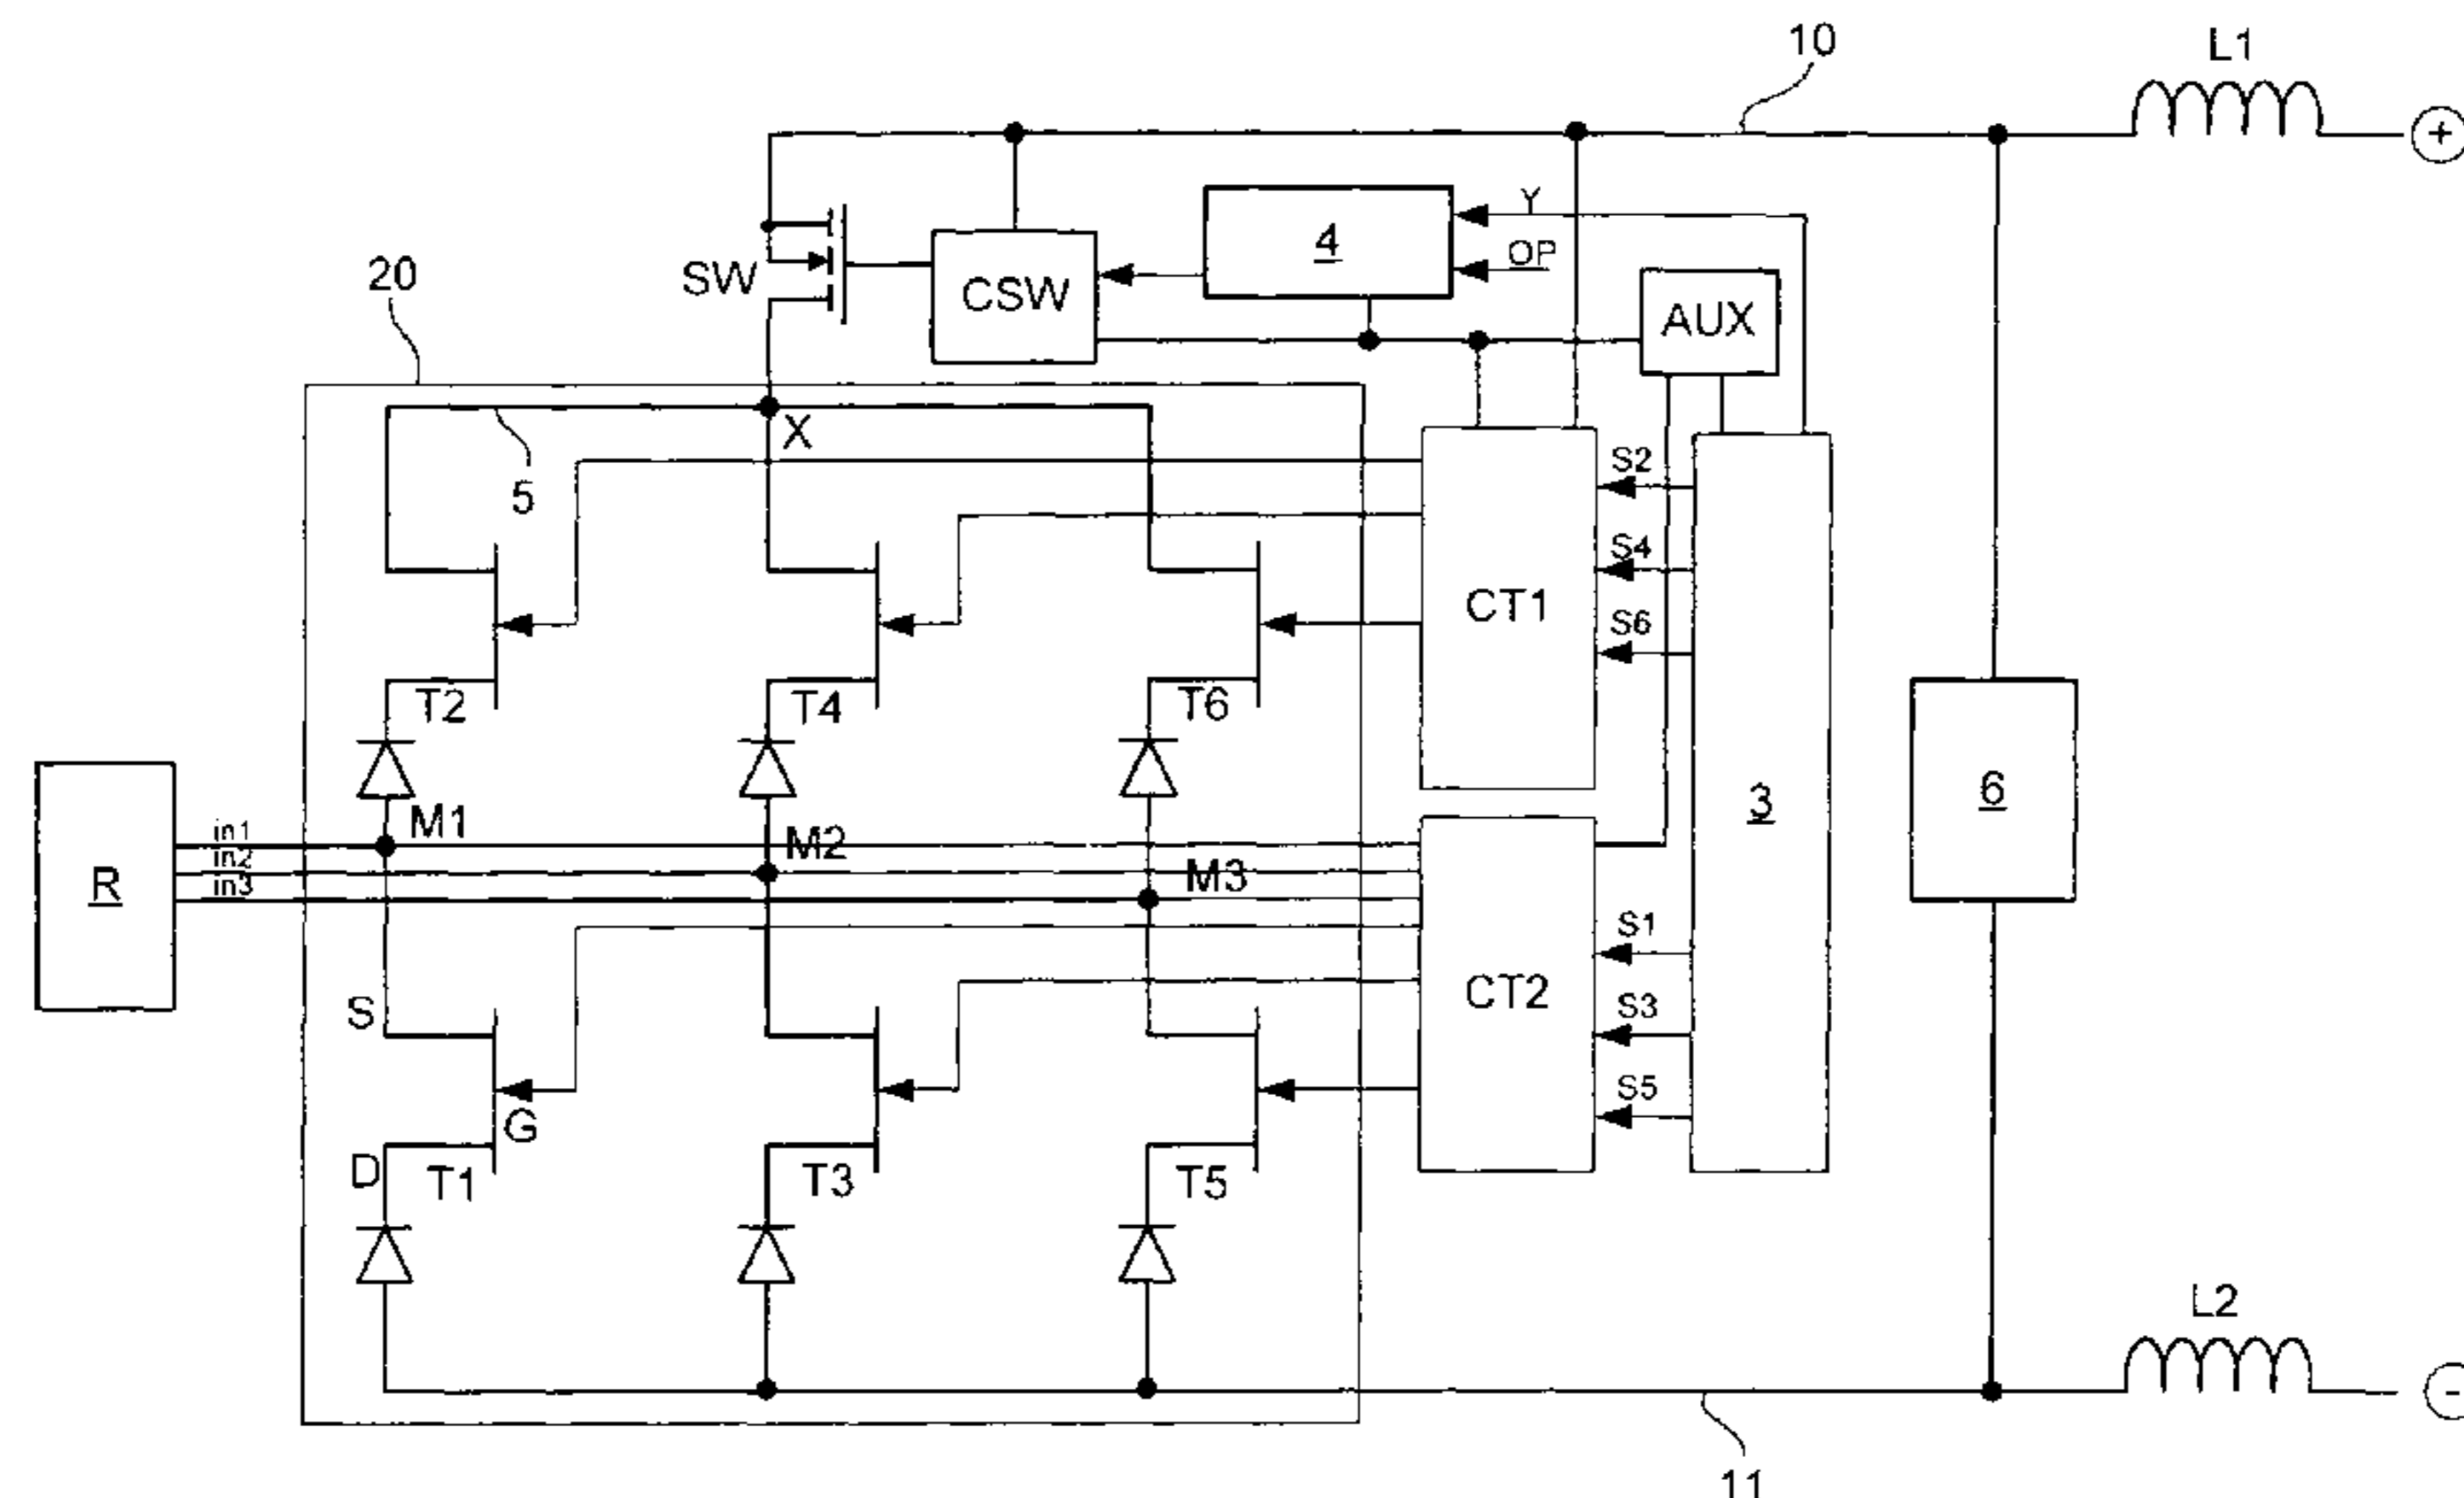 10
L1
+
Y
4
OP
SW
CSW
20
AUX
X
5
S2
S4
CT1
S6
T2
T4
T6
3
6
in1
M1
in2
M2
in3
M3
R
S1
CT2
S
S3
S5
G
D
T1
T3
T5
L2
-
11